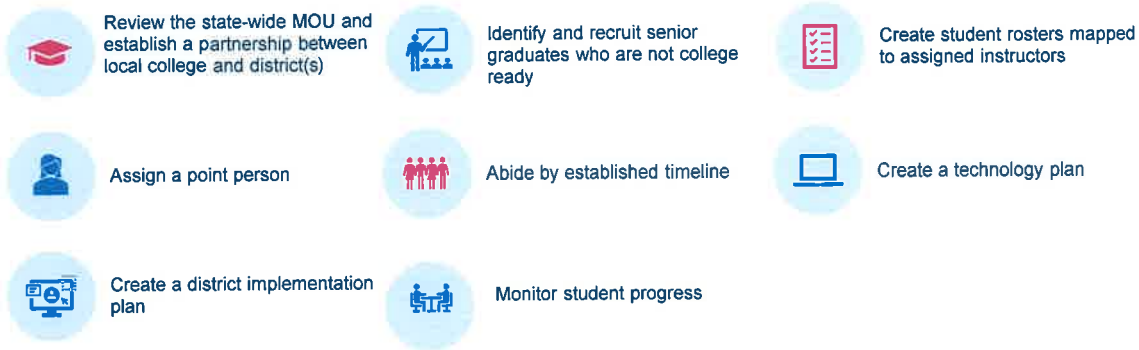 Review the state-wide MOU and
establish a partnership between
local college and district(s)
Identify and recruit senior
graduates who are not college
ready
Create student rosters mapped
to assigned instructors
Assign a point person
Abide by established timeline
Create a technology plan
Create a district implementation
plan
Monitor student progress